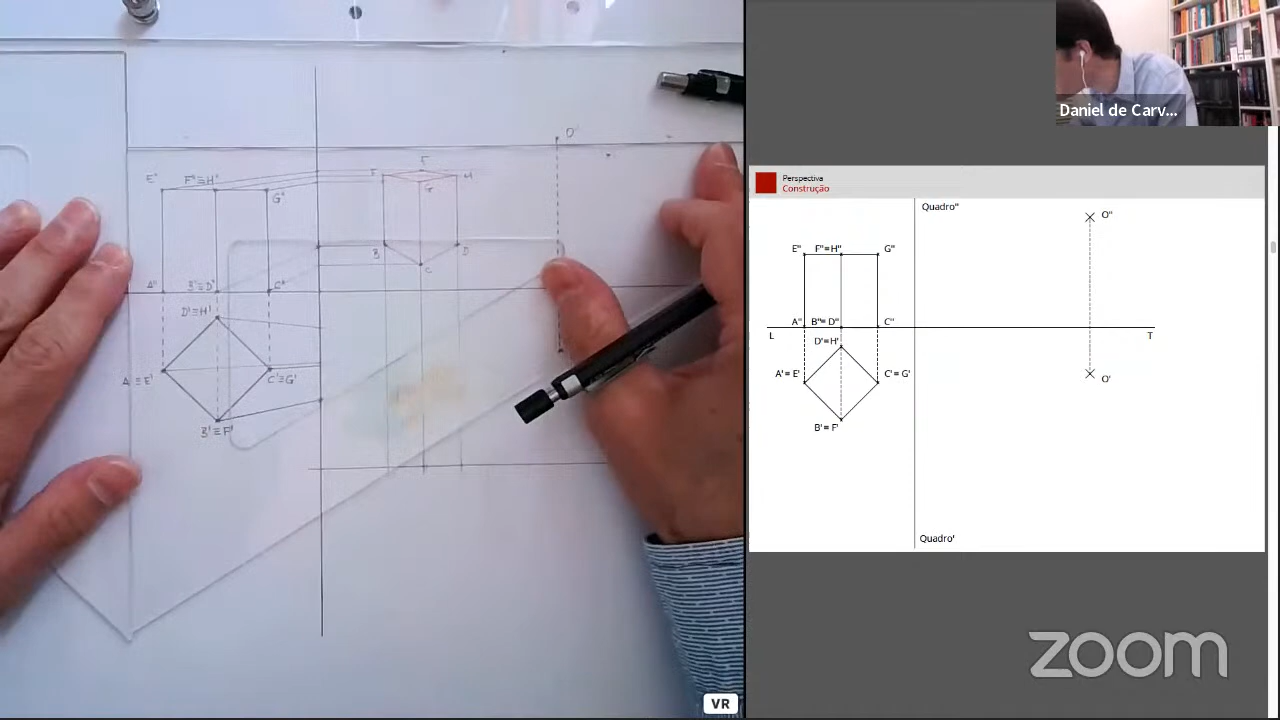 O'
E" F"≡H" G"
F E H
G
B D
C
A" B"≡D" C"
D'≡H'
A'≡E' C'≡G'
B'≡F'
VR
Daniel de Carv...
Perspectiva
Construção
Quadro"
O"
E" F"≡H" G"
A" B"≡D" C"
L T
D'≡H'
A'≡E' C'≡G'
O'
B'≡F'
Quadro'
zoom